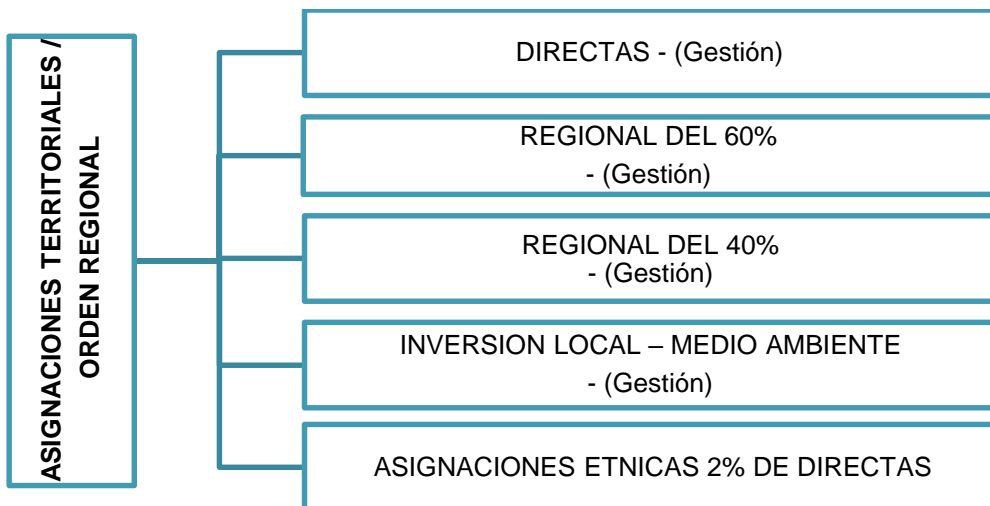 ASIGNACIONES TERRITORIALES /
ORDEN REGIONAL
DIRECTAS - (Gestión)
REGIONAL DEL 60%
- (Gestión)
REGIONAL DEL 40%
- (Gestión)
INVERSION LOCAL – MEDIO AMBIENTE
- (Gestión)
ASIGNACIONES ETNICAS 2% DE DIRECTAS